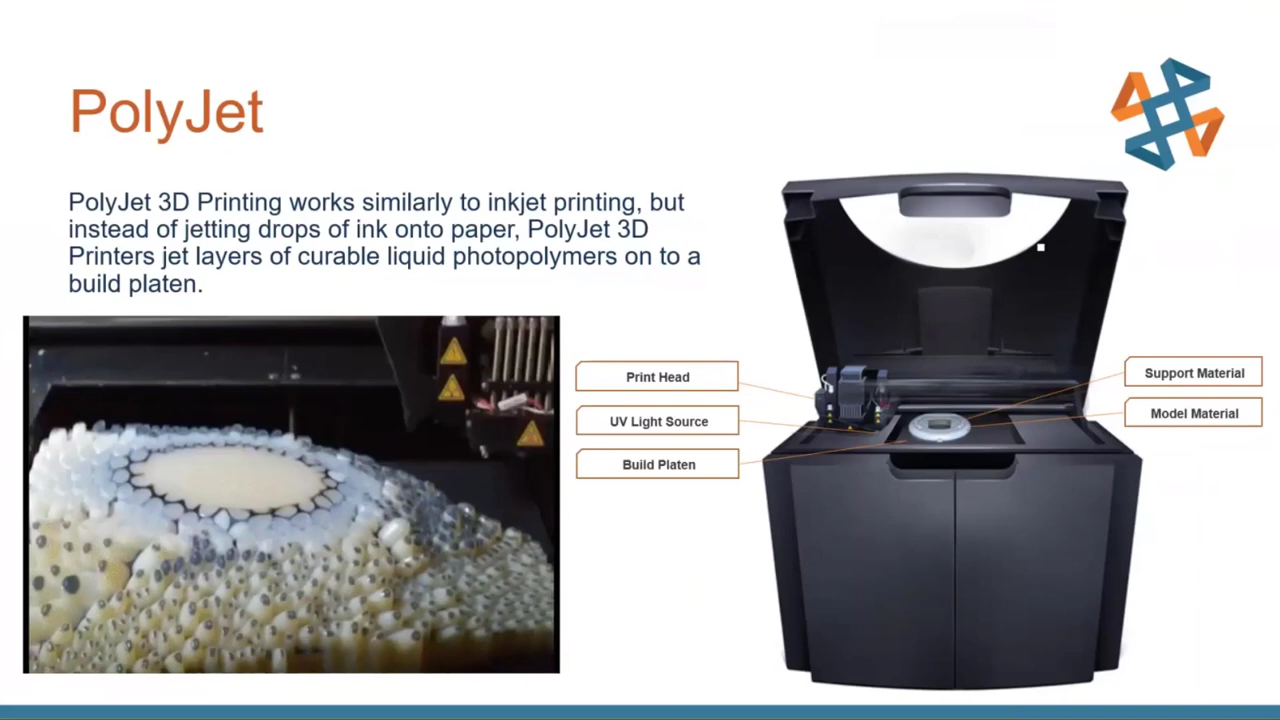 PolyJet
PolyJet 3D Printing works similarly to inkjet printing, but
instead of jetting drops of ink onto paper, PolyJet 3D
Printers jet layers of curable liquid photopolymers on to a
build platen.
Print Head
UV Light Source
Build Platen
Support Material
Model Material